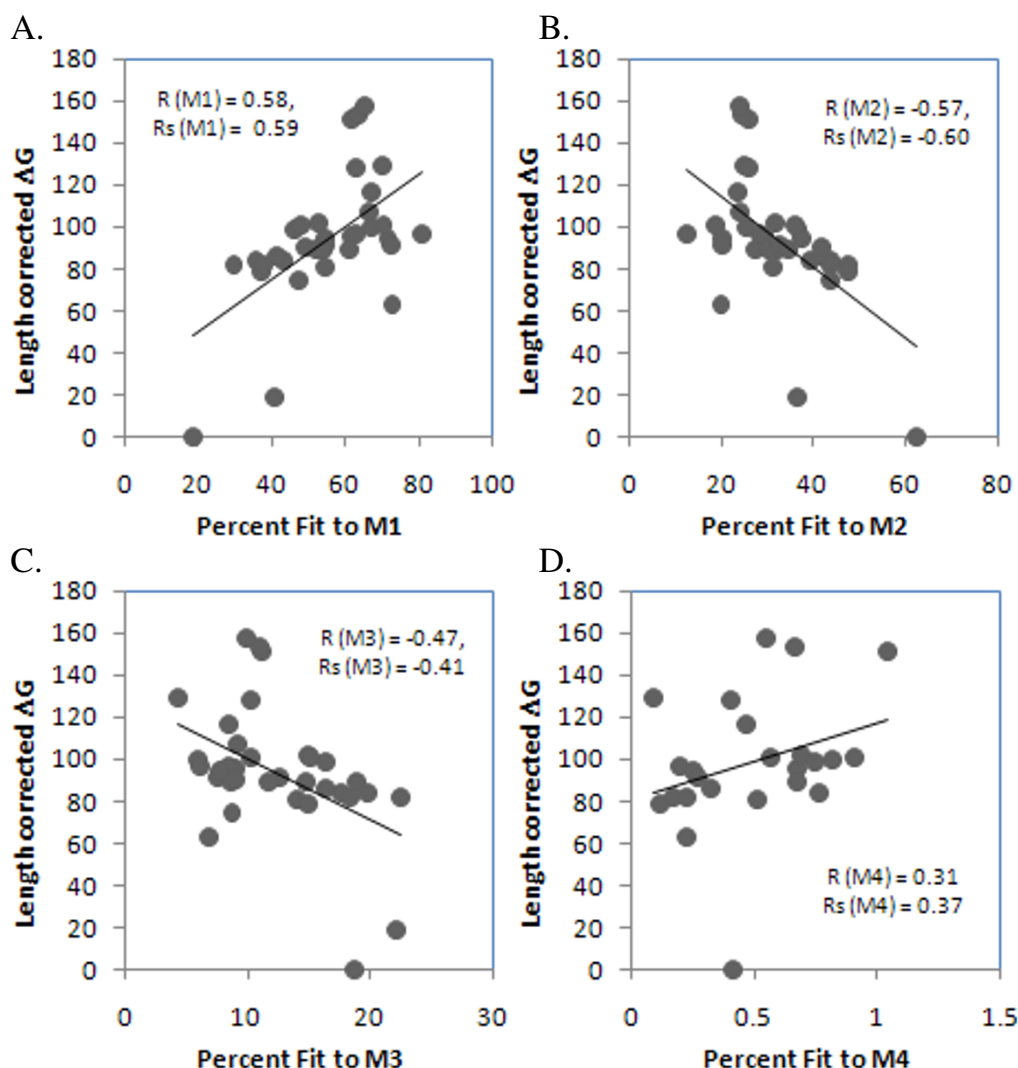 A.
180
160
140
120
100
80
60
40
20
0
Length corrected ΔG
R (M1) = 0.58,
Rs (M1) = 0.59
0 20 40 60 80 100
Percent Fit to M1
B.
180
160
140
120
100
80
60
40
20
0
Length corrected ΔG
R (M2) = -0.57,
Rs (M2) = -0.60
0 20 40 60 80
Percent Fit to M2
C.
180
160
140
120
100
80
60
40
20
0
Length corrected ΔG
R (M3) = -0.47,
Rs (M3) = -0.41
0 10 20 30
Percent Fit to M3
D.
180
160
140
120
100
80
60
40
20
0
Length corrected ΔG
R (M4) = 0.31
Rs (M4) = 0.37
0 0.5 1 1.5
Percent Fit to M4